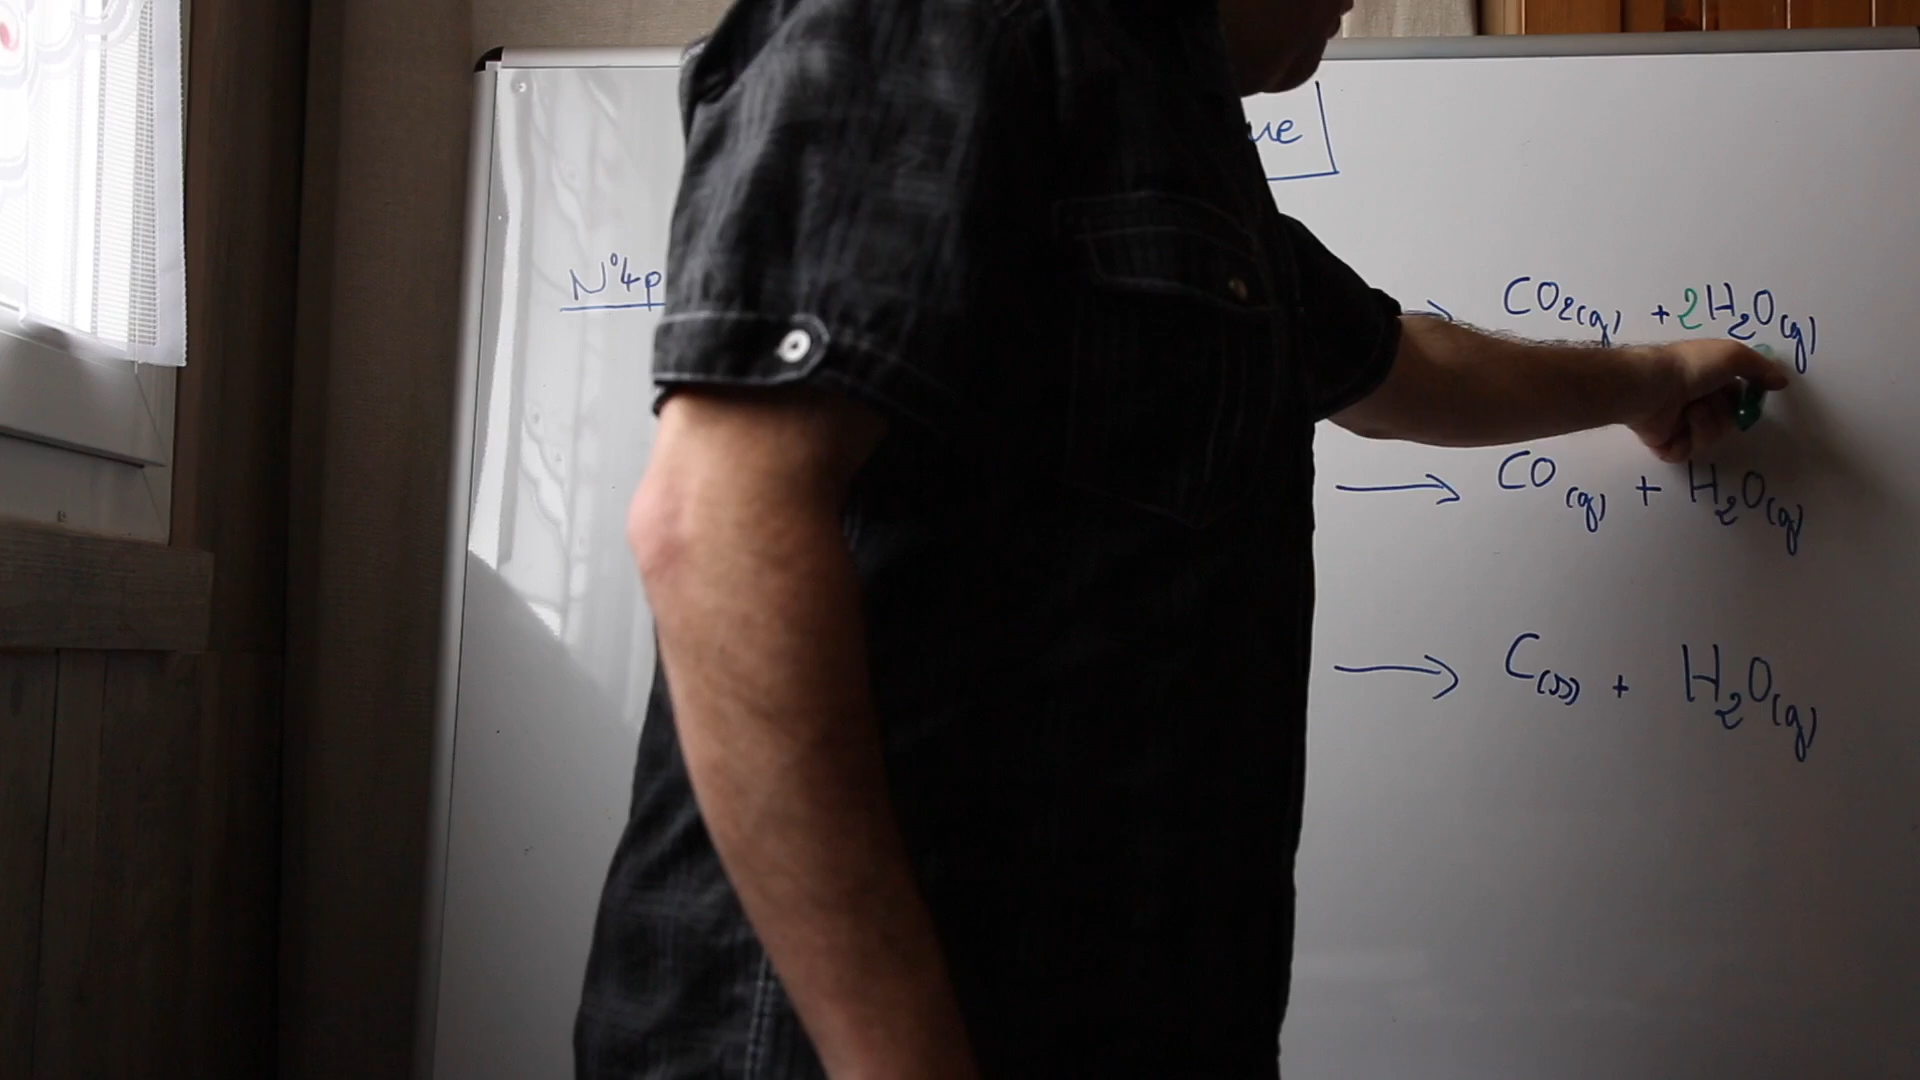 ue
N°4p
→ CO₂(g) + 2H₂O(g)
→ CO(g) + H₂O(g)
→ C(s) + H₂O(g)